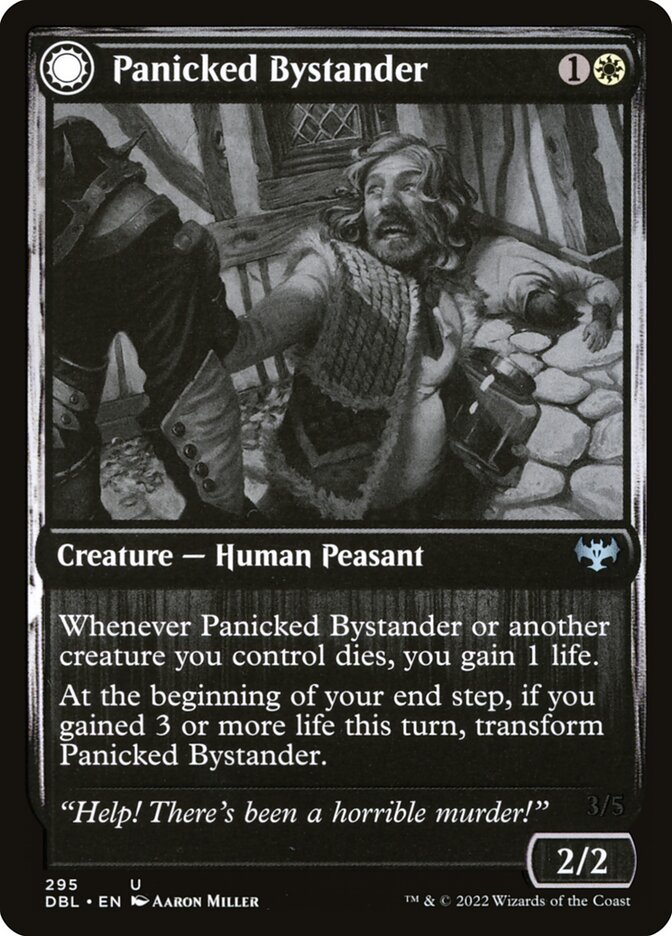 Panicked Bystander 1
Creature — Human Peasant
Whenever Panicked Bystander or another
creature you control dies, you gain 1 life.
At the beginning of your end step, if you
gained 3 or more life this turn, transform
Panicked Bystander.
“Help! There’s been a horrible murder!”
3/5
2/2
295 U
DBL • EN AARON MILLER ™ & © 2022 Wizards of the Coast